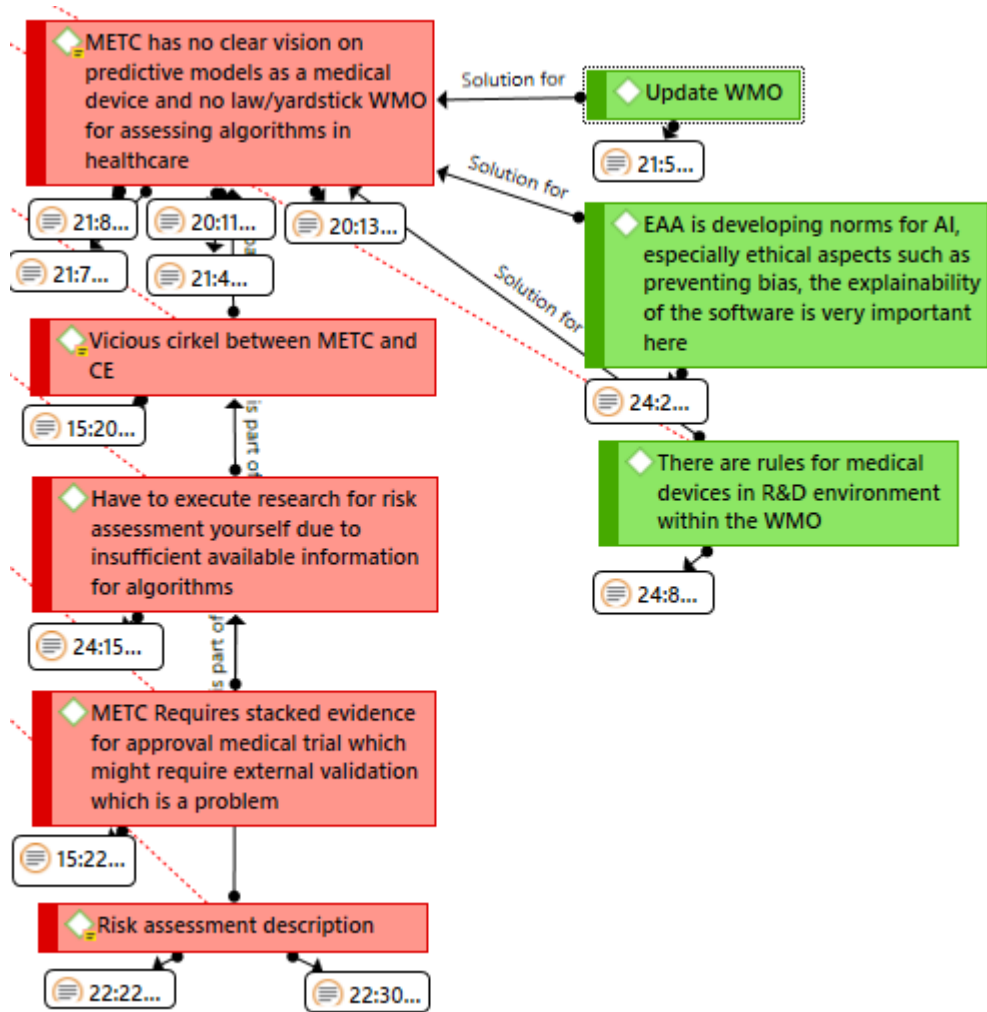 METC has no clear vision on
predictive models as a medical
device and no law/yardstick WMO
for assessing algorithms in
healthcare
Solution for
Update WMO
21:5...
Solution for
21:8...
20:11...
20:13...
21:7...
21:4...
EAA is developing norms for AI,
especially ethical aspects such as
preventing bias, the explainability
of the software is very important
here
Solution for
24:2...
Vicious cirkel between METC and
CE
15:20...
is part of
There are rules for medical
devices in R&D environment
within the WMO
24:8...
Have to execute research for risk
assessment yourself due to
insufficient available information
for algorithms
24:15...
is part of
METC Requires stacked evidence
for approval medical trial which
might require external validation
which is a problem
15:22...
Risk assessment description
22:22...
22:30...